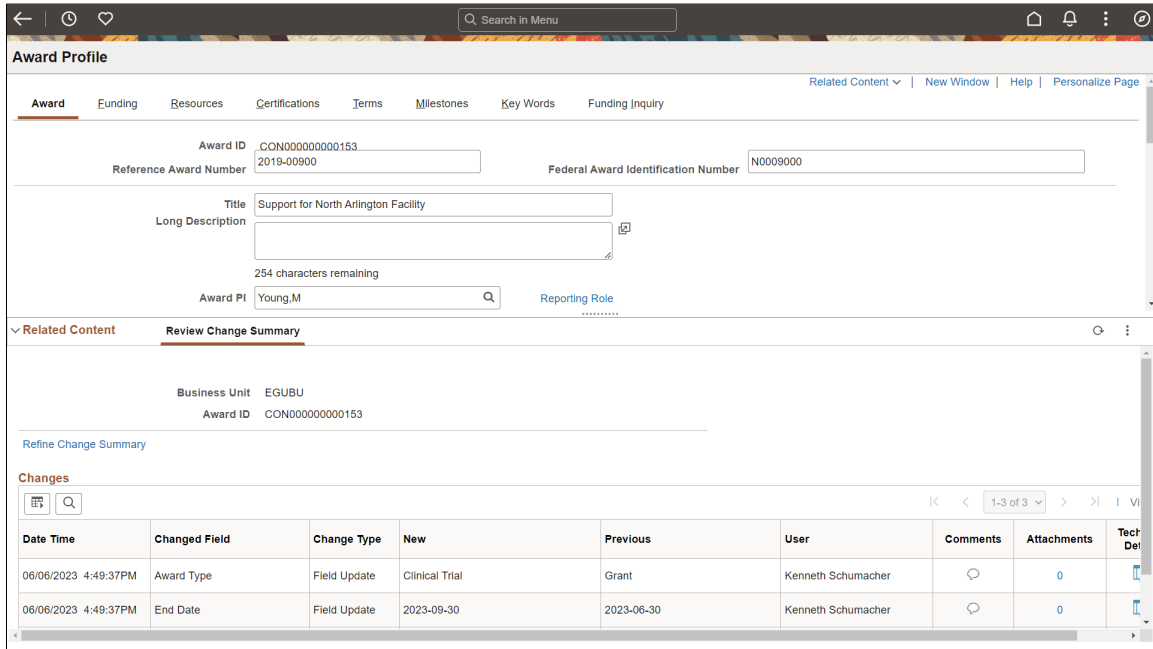 Search in Menu
Award Profile
Related Content | New Window | Help | Personalize Page
Award Funding Resources Certifications Terms Milestones Key Words Funding Inquiry
Award ID CON000000000153
Reference Award Number 2019-00900 Federal Award Identification Number N0009000
Title Support for North Arlington Facility
Long Description
254 characters remaining
Award PI Young,M Reporting Role
Related Content Review Change Summary
Business Unit EGUBU
Award ID CON000000000153
Refine Change Summary
Changes
1-3 of 3 | Vi
Date Time Changed Field Change Type New Previous User Comments Attachments Tech
Det
06/06/2023 4:49:37PM Award Type Field Update Clinical Trial Grant Kenneth Schumacher 0
06/06/2023 4:49:37PM End Date Field Update 2023-09-30 2023-06-30 Kenneth Schumacher 0